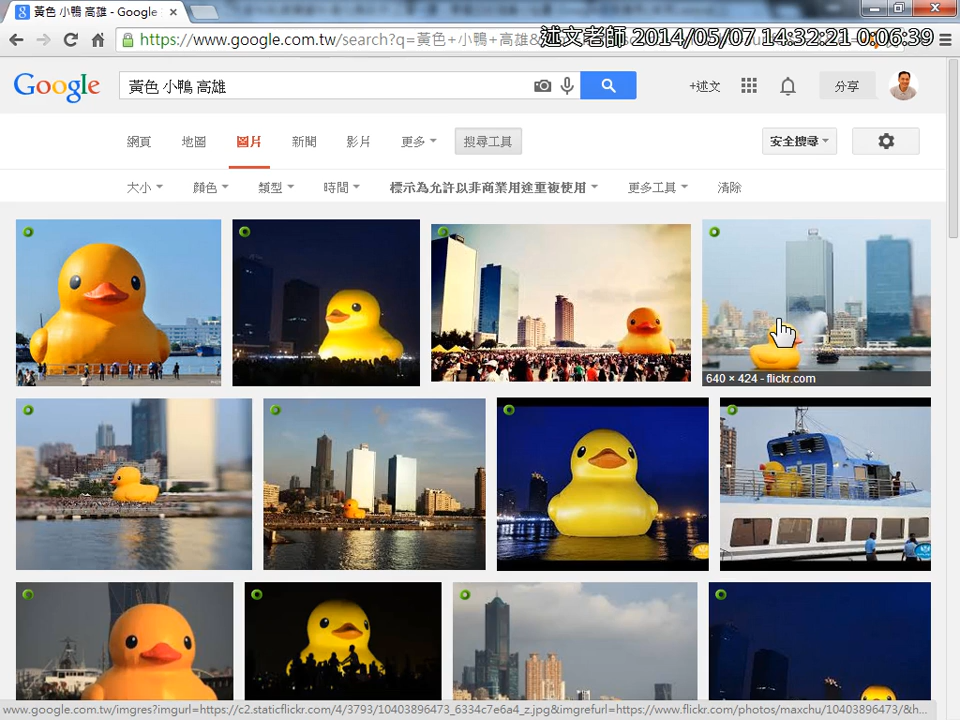 黃色 小鴨 高雄 - Google
https://www.google.com.tw/search?q=黃色+小鴨+高雄&
述文老師 2014/05/07 14:32:21 0:06:39
Google
黃色 小鴨 高雄
+述文
分享
網頁
地圖
圖片
新聞
影片
更多
搜尋工具
安全搜尋
大小
顏色
類型
時間
標示為允許以非商業用途重複使用
更多工具
清除
640 × 424 - flickr.com
www.google.com.tw/imgres?imgurl=https://c2.staticflickr.com/4/3793/10403896473_6334c7e6a4_z.jpg&imgrefurl=https://www.flickr.com/photos/maxchu/10403896473/&h...